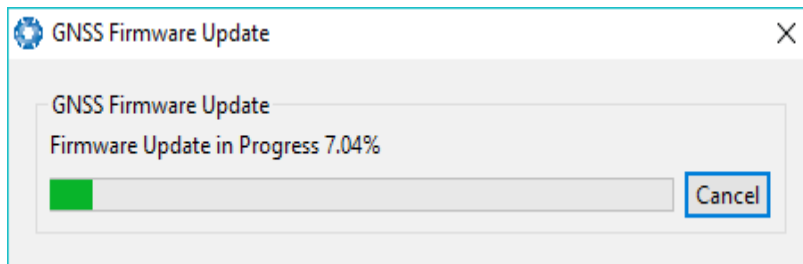 GNSS Firmware Update
GNSS Firmware Update
Firmware Update in Progress 7.04%
Cancel